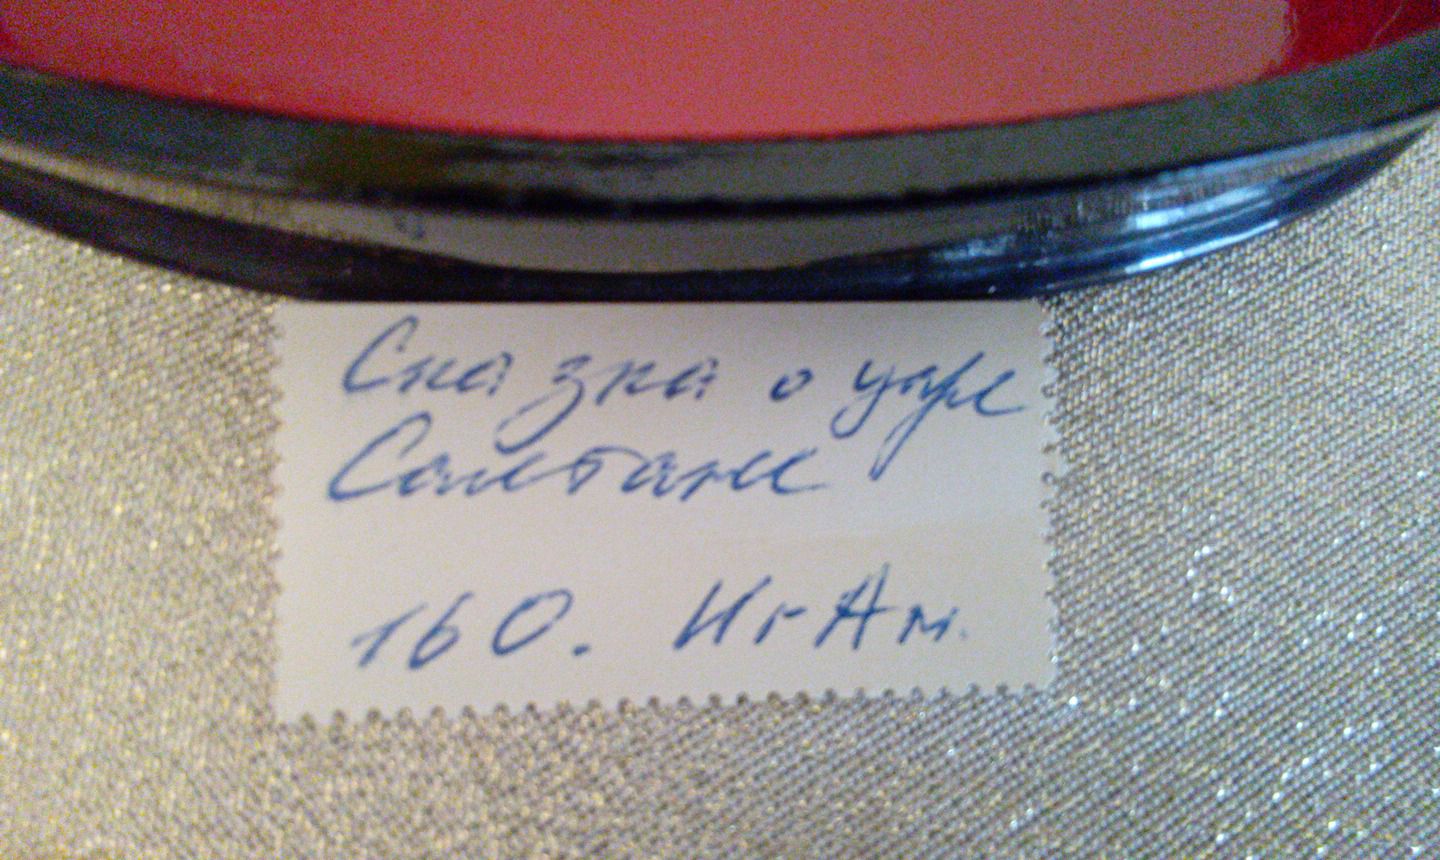 Сказка о царе
Салтане
160. ИгАм.